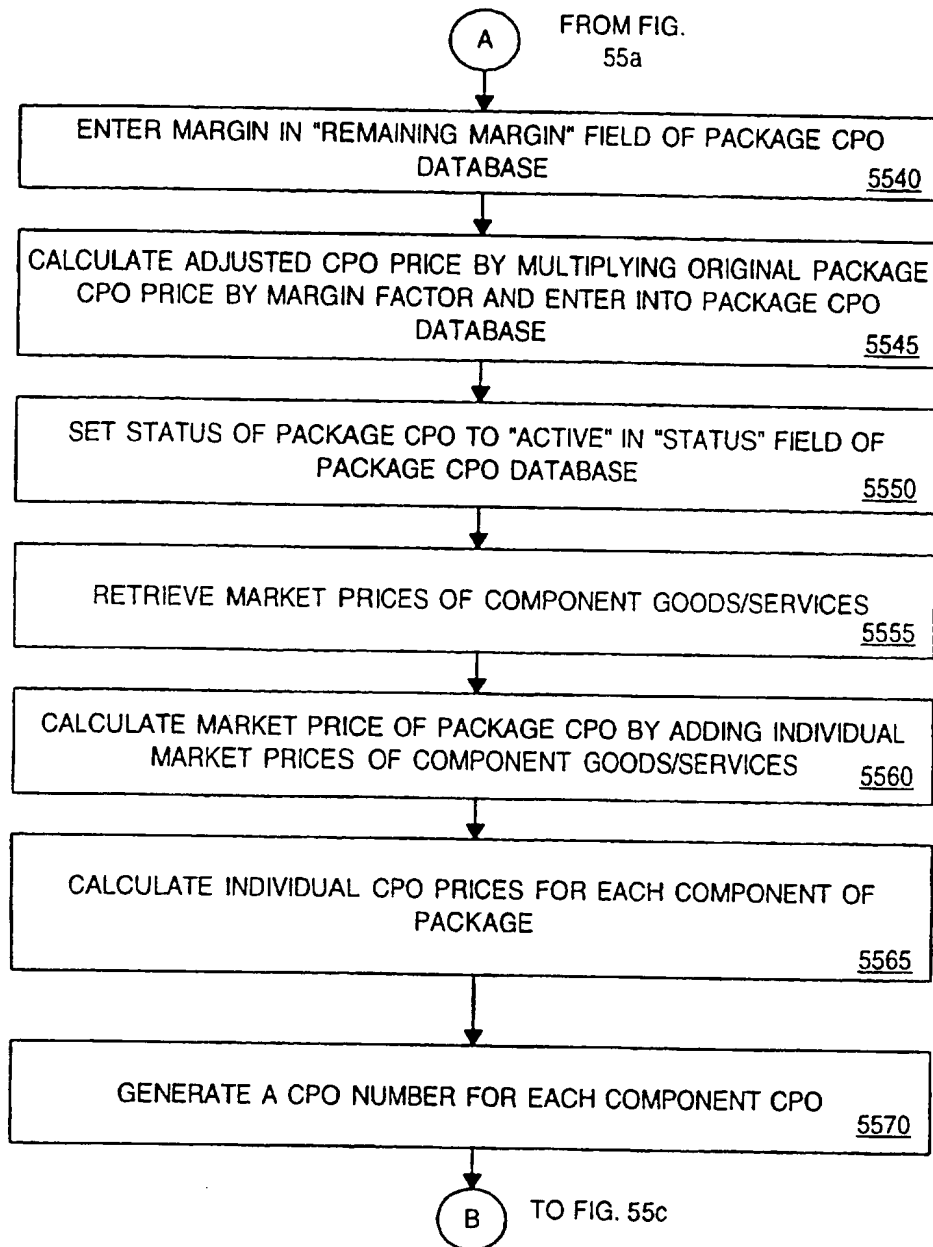 A
FROM FIG.
55a
ENTER MARGIN IN "REMAINING MARGIN" FIELD OF PACKAGE CPO
DATABASE
5540
CALCULATE ADJUSTED CPO PRICE BY MULTIPLYING ORIGINAL PACKAGE
CPO PRICE BY MARGIN FACTOR AND ENTER INTO PACKAGE CPO
DATABASE
5545
SET STATUS OF PACKAGE CPO TO "ACTIVE" IN "STATUS" FIELD OF
PACKAGE CPO DATABASE
5550
RETRIEVE MARKET PRICES OF COMPONENT GOODS/SERVICES
5555
CALCULATE MARKET PRICE OF PACKAGE CPO BY ADDING INDIVIDUAL
MARKET PRICES OF COMPONENT GOODS/SERVICES
5560
CALCULATE INDIVIDUAL CPO PRICES FOR EACH COMPONENT OF
PACKAGE
5565
GENERATE A CPO NUMBER FOR EACH COMPONENT CPO
5570
B
TO FIG. 55c